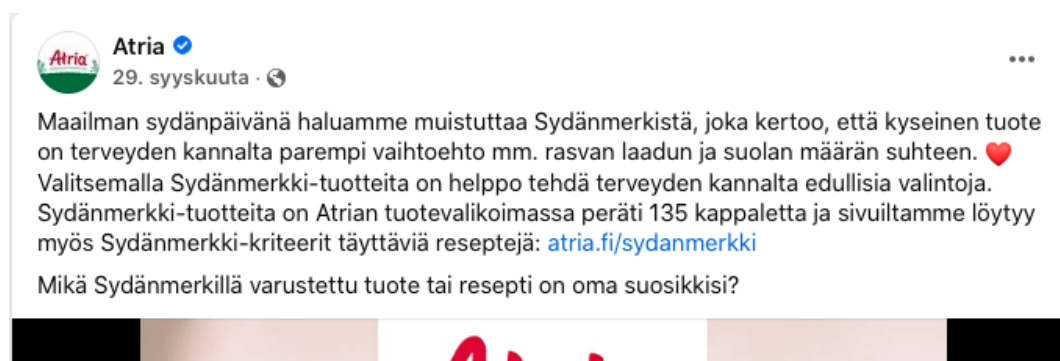 Atria
Atria
29. syyskuuta ·
Maailman sydänpäivänä haluamme muistuttaa Sydänmerkistä, joka kertoo, että kyseinen tuote
on terveyden kannalta parempi vaihtoehto mm. rasvan laadun ja suolan määrän suhteen. ❤️
Valitsemalla Sydänmerkki-tuotteita on helppo tehdä terveyden kannalta edullisia valintoja.
Sydänmerkki-tuotteita on Atrian tuotevalikoimassa peräti 135 kappaletta ja sivuiltamme löytyy
myös Sydänmerkki-kriteerit täyttäviä reseptejä: atria.fi/sydanmerkki
Mikä Sydänmerkillä varustettu tuote tai resepti on oma suosikkisi?